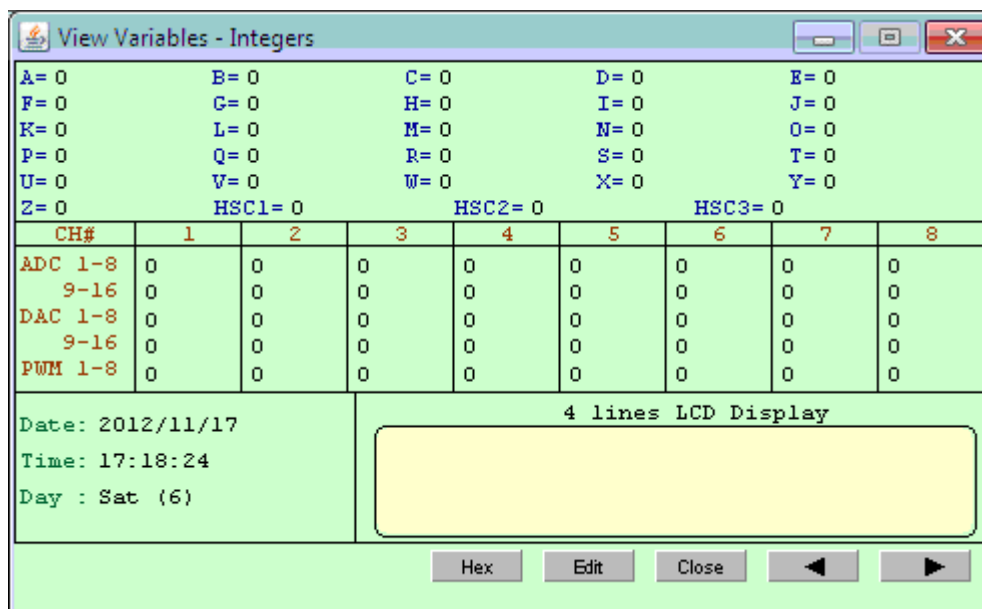 View Variables - Integers
A= 0 B= 0 C= 0 D= 0 E= 0
F= 0 G= 0 H= 0 I= 0 J= 0
K= 0 L= 0 M= 0 N= 0 O= 0
P= 0 Q= 0 R= 0 S= 0 T= 0
U= 0 V= 0 W= 0 X= 0 Y= 0
Z= 0 HSC1= 0 HSC2= 0 HSC3= 0
CH# 1 2 3 4 5 6 7 8
ADC 1-8 0 0 0 0 0 0 0 0
9-16 0 0 0 0 0 0 0 0
DAC 1-8 0 0 0 0 0 0 0 0
9-16 0 0 0 0 0 0 0 0
PWM 1-8 0 0 0 0 0 0 0 0
Date: 2012/11/17
Time: 17:18:24
Day : Sat (6)
4 lines LCD Display
Hex Edit Close